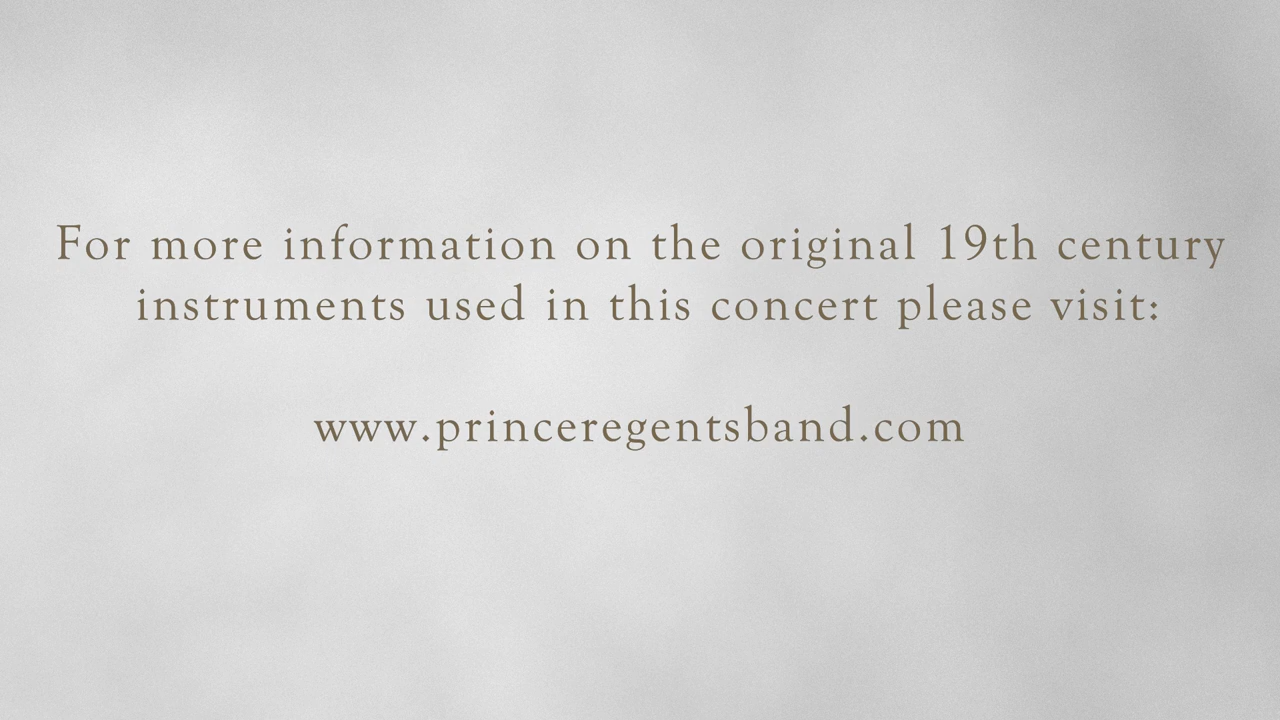 For more information on the original 19th century
instruments used in this concert please visit:
www.princeregentsband.com